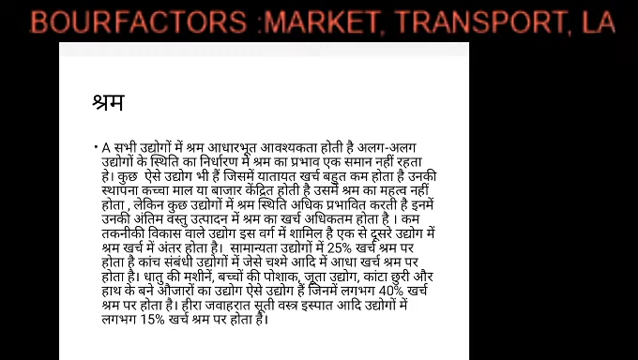 BOURFACTORS :MARKET, TRANSPORT, LA
श्रम
• A सभी उद्योगों में श्रम आधारभूत आवश्यकता होती है अलग-अलग
उद्योगों के स्थिति का निर्धारण में श्रम का प्रभाव एक समान नहीं रहता
हे। कुछ ऐसे उद्योग भी हैं जिसमें यातायत खर्च बहुत कम होता है उनकी
स्थापना कच्चा माल या बाजार केंद्रित होती है उसमें श्रम का महत्व नहीं
होता , लेकिन कुछ उद्योगों में श्रम स्थिति अधिक प्रभावित करती है इनमें
उनकी अंतिम वस्तु उत्पादन में श्रम का खर्च अधिकतम होता है । कम
तकनीकी विकास वाले उद्योग इस वर्ग में शामिल है एक से दूसरे उद्योग में
श्रम खर्च में अंतर होता है। सामान्यता उद्योगों में 25% खर्च श्रम पर
होता है कांच संबंधी उद्योगों में जेसे चश्मे आदि में आधा खर्च श्रम पर
होता है। धातु की मशीनें, बच्चों की पोशाक, जूता उद्योग, कांटा छुरी और
हाथ के बने औजारों का उद्योग ऐसे उद्योग हैं जिनमें लगभग 40% खर्च
श्रम पर होता है। हीरा जवाहरात सूती वस्त्र इस्पात आदि उद्योगों में
लगभग 15% खर्च श्रम पर होता है।